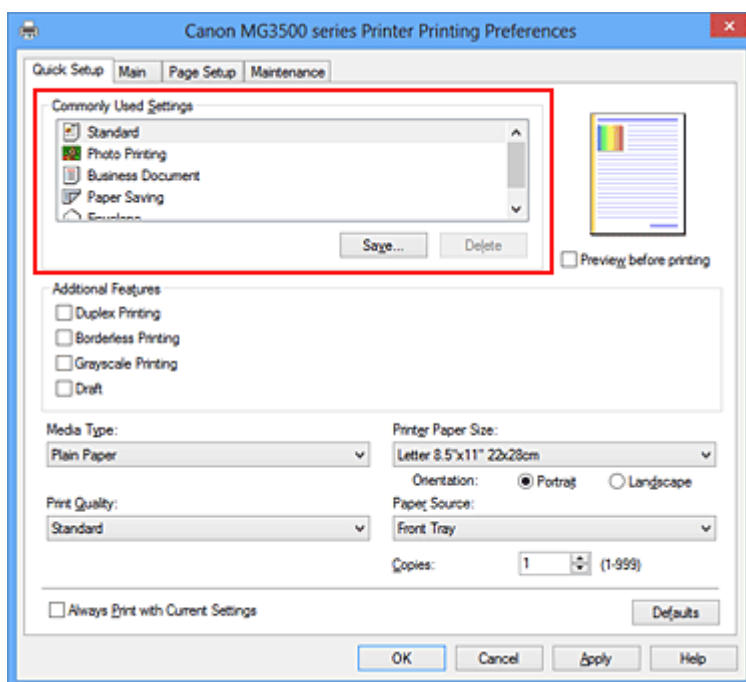 Canon MG3500 series Printer Printing Preferences
Quick Setup Main Page Setup Maintenance
Commonly Used Settings
Standard
Photo Printing
Business Document
Paper Saving
Envelope
Save... Delete
Preview before printing
Additional Features
Duplex Printing
Borderless Printing
Grayscale Printing
Draft
Media Type: Printer Paper Size:
Plain Paper Letter 8.5"x11" 22x28cm
Orientation: Portrait Landscape
Print Quality: Paper Source:
Standard Front Tray
Copies: 1 (1-999)
Always Print with Current Settings Defaults
OK Cancel Apply Help